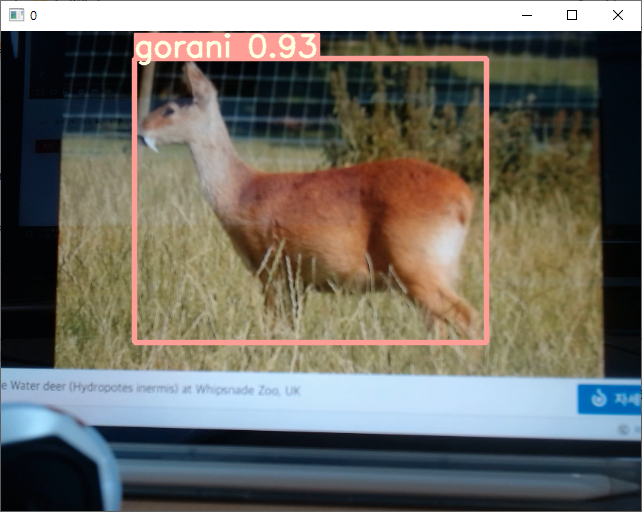 0
gorani 0.93
e Water deer (Hydropotes inermis) at Whipsnade Zoo, UK
자세